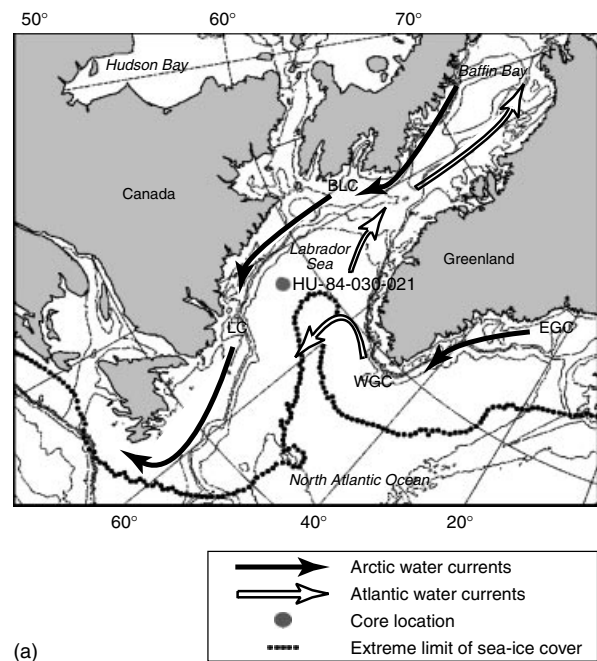 50°
60°
70°
Hudson Bay
Baffin Bay
Canada
BLC
Labrador
Sea
Greenland
HU-84-030-021
LC
EGC
WGC
North Atlantic Ocean
60°
40°
20°
Arctic water currents
Atlantic water currents
Core location
Extreme limit of sea-ice cover
(a)